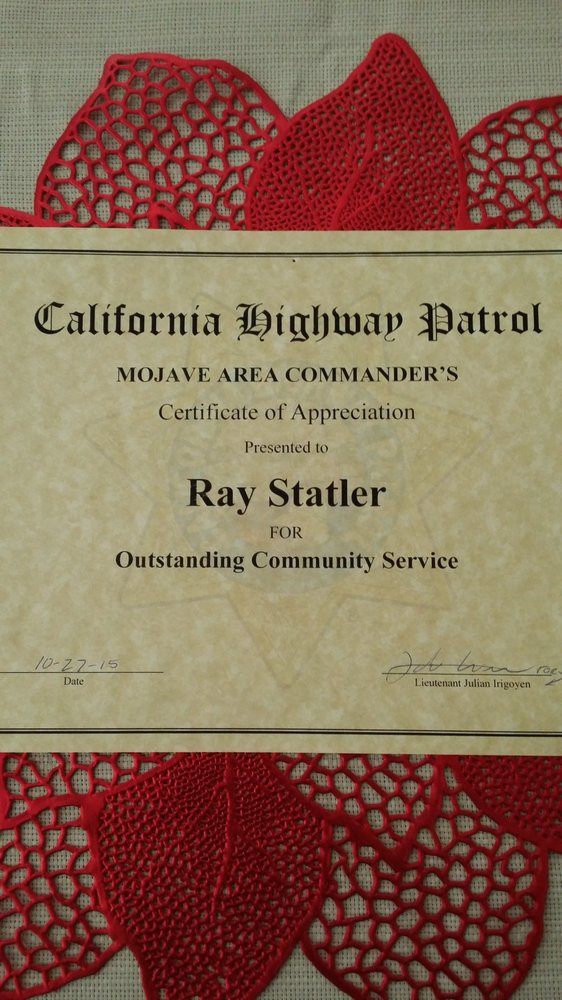 California Highway Patrol
MOJAVE AREA COMMANDER'S
Certificate of Appreciation
Presented to
Ray Statler
FOR
Outstanding Community Service
10-27-15
Date
Lieutenant Julian Irigoyen